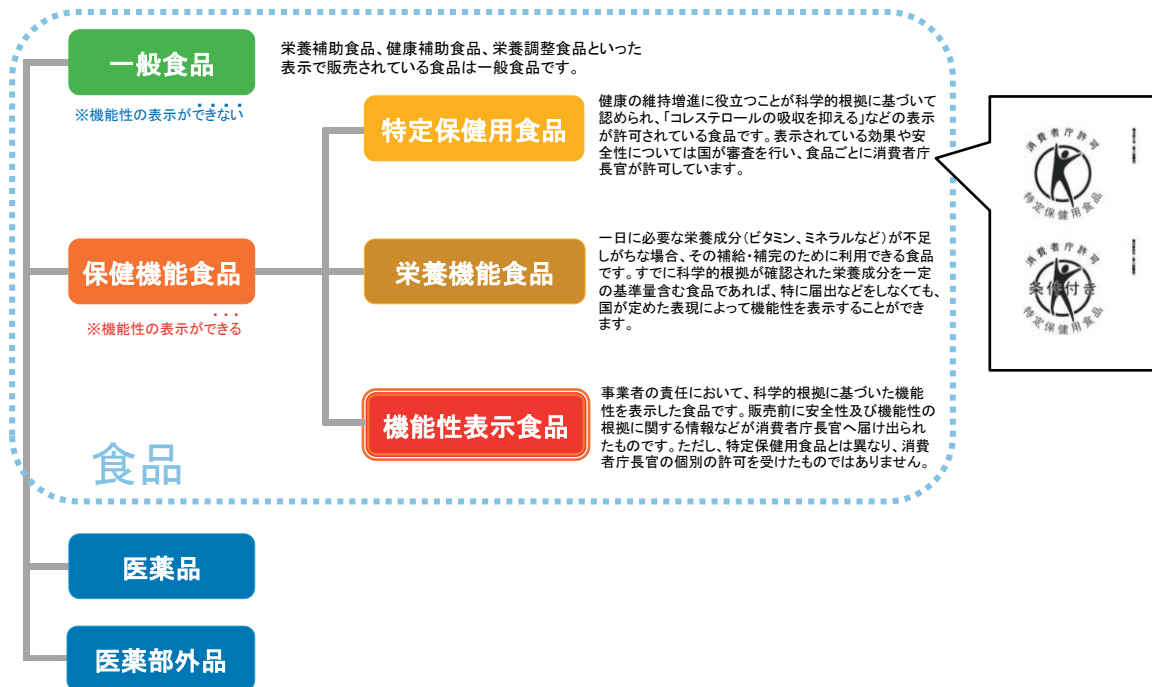 一般食品
※機能性の表示ができない
栄養補助食品、健康補助食品、栄養調整食品といった
表示で販売されている食品は一般食品です。
特定保健用食品
健康の維持増進に役立つことが科学的根拠に基づいて
認められ、「コレステロールの吸収を抑える」などの表示
が許可されている食品です。表示されている効果や安
全性については国が審査を行い、食品ごとに消費者庁
長官が許可しています。
消費者庁許可
特定保健用食品
消費者庁許可
条件付き
特定保健用食品
保健機能食品
※機能性の表示ができる
栄養機能食品
一日に必要な栄養成分(ビタミン、ミネラルなど)が不足
しがちな場合、その補給・補完のために利用できる食品
です。すでに科学的根拠が確認された栄養成分を一定
の基準量含む食品であれば、特に届出などをしなくても、
国が定めた表現によって機能性を表示することができ
ます。
機能性表示食品
事業者の責任において、科学的根拠に基づいた機能
性を表示した食品です。販売前に安全性及び機能性の
根拠に関する情報などが消費者庁長官へ届け出られ
たものです。ただし、特定保健用食品とは異なり、消費
者庁長官の個別の許可を受けたものではありません。
食品
医薬品
医薬部外品